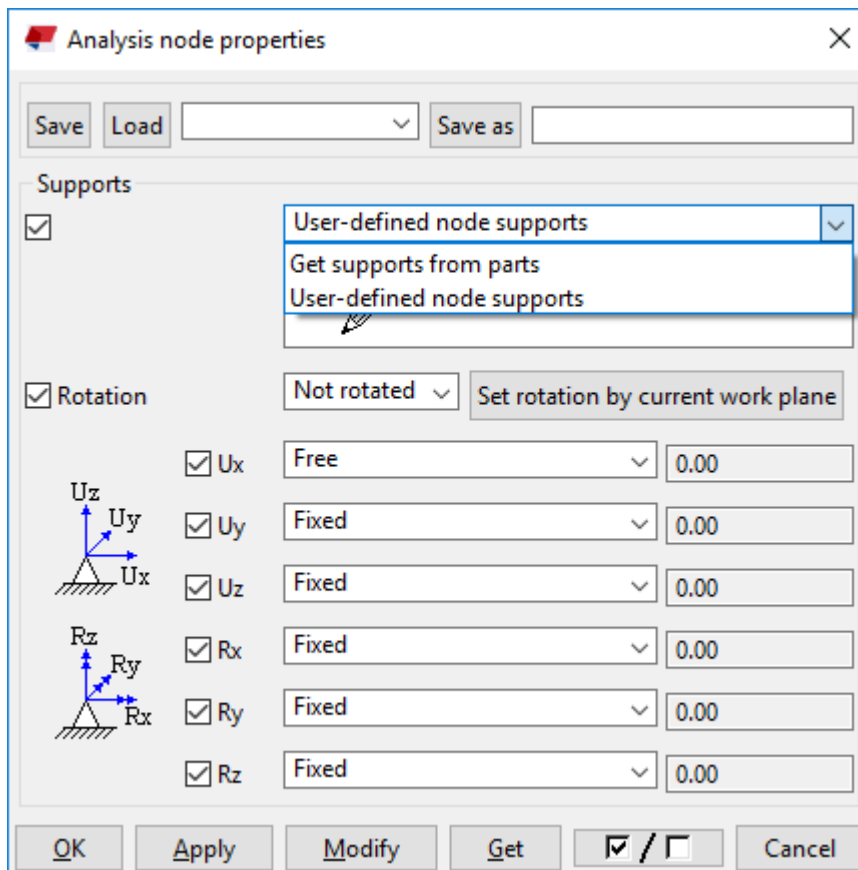 Analysis node properties
Save Load Save as
Supports
User-defined node supports
Get supports from parts
User-defined node supports
Rotation Not rotated Set rotation by current work plane
Ux Free 0.00
Uz
Uy
Ux
Uy Fixed 0.00
Uz Fixed 0.00
Rz
Ry
Rx
Rx Fixed 0.00
Ry Fixed 0.00
Rz Fixed 0.00
OK Apply Modify Get / Cancel